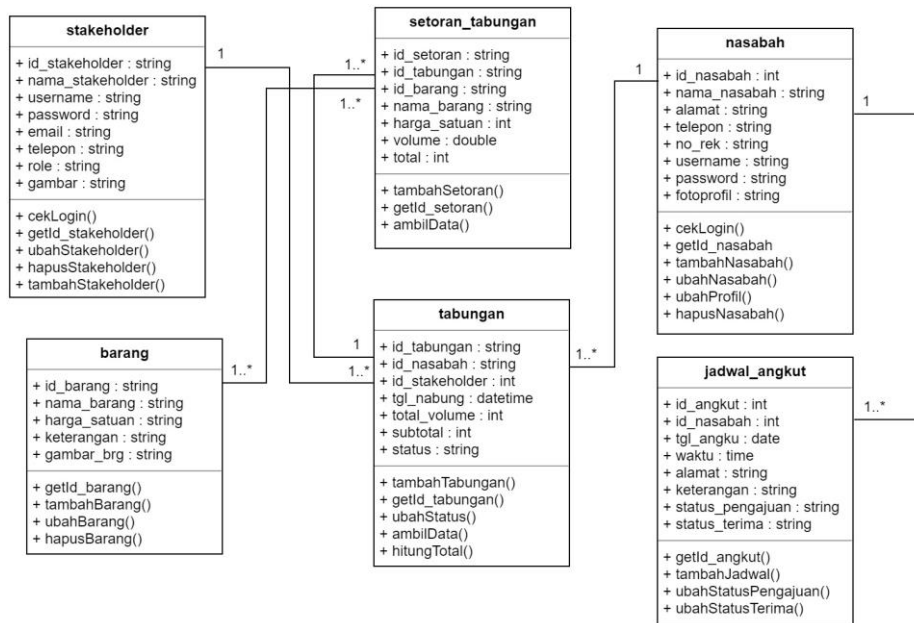 stakeholder
+ id_stakeholder : string
+ nama_stakeholder : string
+ username : string
+ password : string
+ email : string
+ telepon : string
+ role : string
+ gambar : string
+ cekLogin()
+ getId_stakeholder()
+ ubahStakeholder()
+ hapusStakeholder()
+ tambahStakeholder()
1
1..*
1..*
setoran_tabungan
+ id_setoran : string
+ id_tabungan : string
+ id_barang : string
+ nama_barang : string
+ harga_satuan : int
+ volume : double
+ total : int
+ tambahSetoran()
+ getId_setoran()
+ ambilData()
1
nasabah
+ id_nasabah : int
+ nama_nasabah : string
+ alamat : string
+ telepon : string
+ no_rek : string
+ username : string
+ password : string
+ fotoprofil : string
+ cekLogin()
+ getId_nasabah
+ tambahNasabah()
+ ubahNasabah()
+ ubahProfil()
+ hapusNasabah()
1
barang
+ id_barang : string
+ nama_barang : string
+ harga_satuan : string
+ keterangan : string
+ gambar_brg : string
+ getId_barang()
+ tambahBarang()
+ ubahBarang()
+ hapusBarang()
1..*
1
1..*
tabungan
+ id_tabungan : string
+ id_nasabah : string
+ id_stakeholder : int
+ tgl_nabung : datetime
+ total_volume : int
+ subtotal : int
+ status : string
+ tambahTabungan()
+ getId_tabungan()
+ ubahStatus()
+ ambilData()
+ hitungTotal()
1..*
jadwal_angkut
+ id_angkut : int
+ id_nasabah : int
+ tgl_angku : date
+ waktu : time
+ alamat : string
+ keterangan : string
+ status_pengajuan : string
+ status_terima : string
+ getId_angkut()
+ tambahJadwal()
+ ubahStatusPengajuan()
+ ubahStatusTerima()
1..*